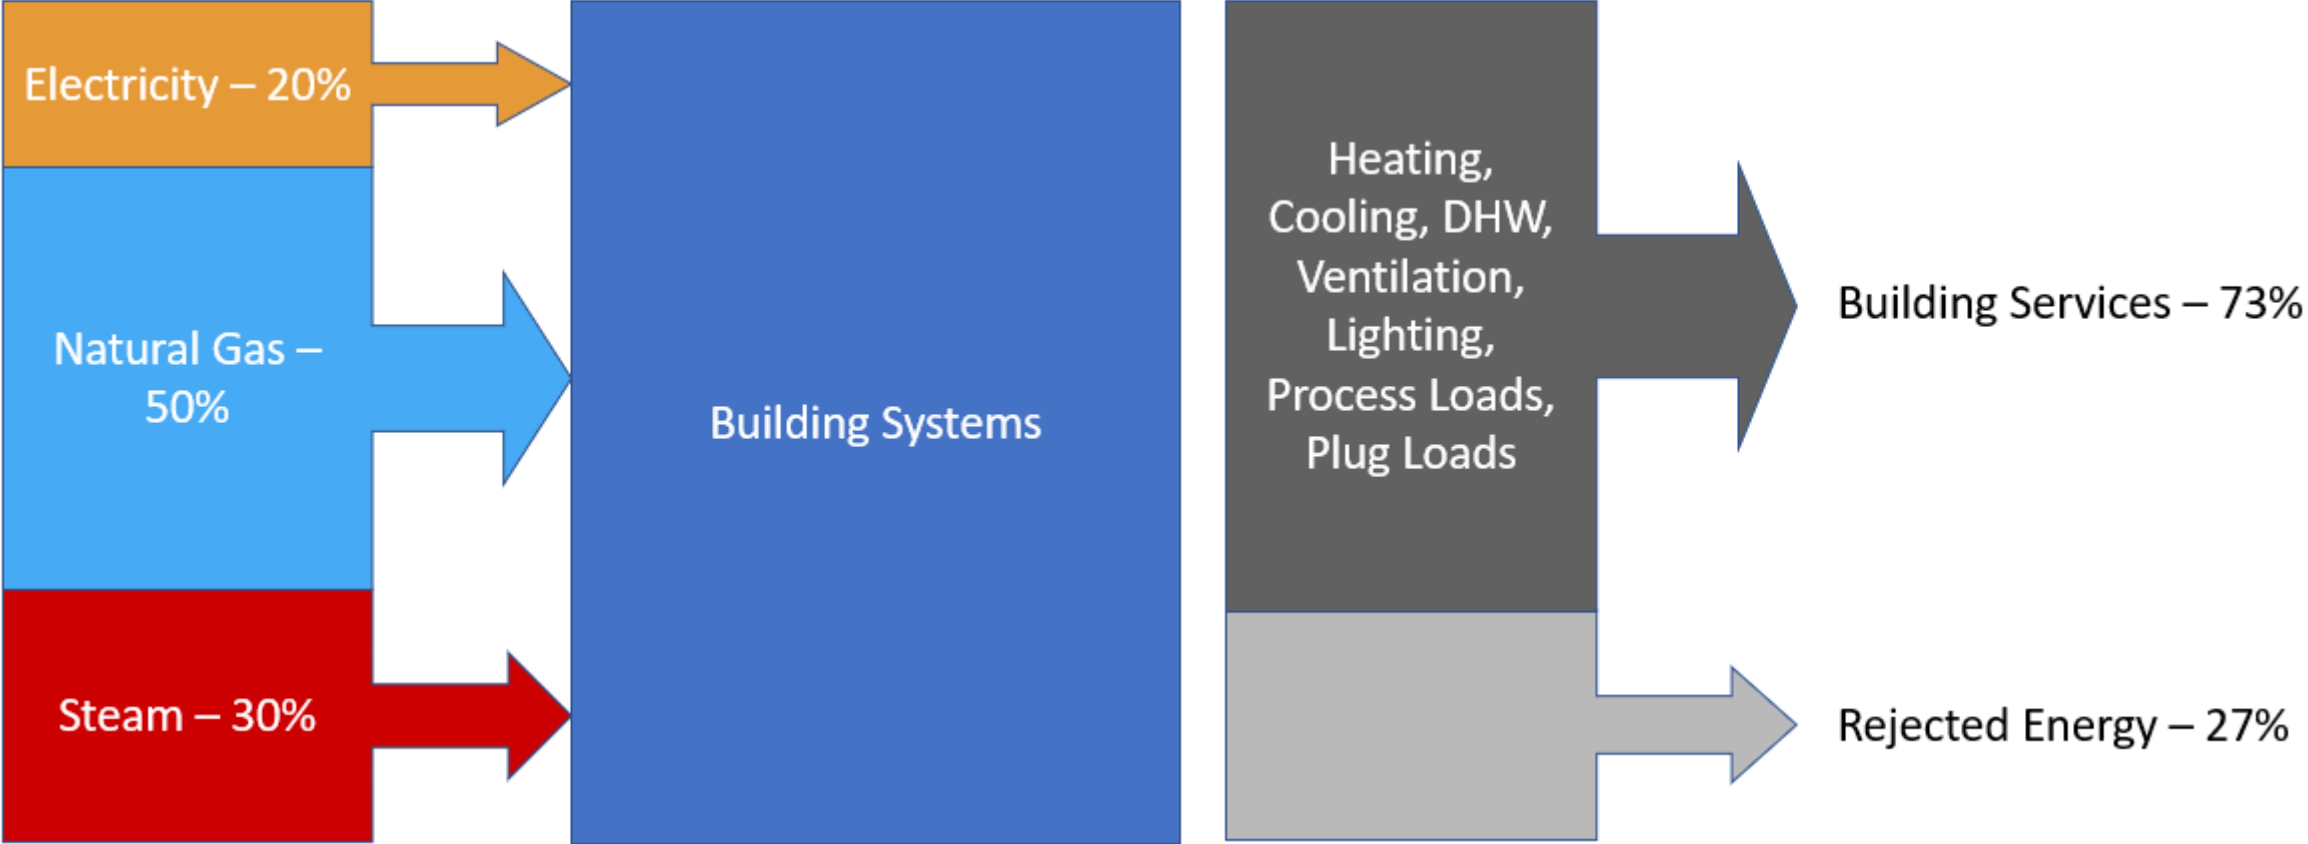 Electricity – 20%
Natural Gas –
50%
Steam – 30%
Building Systems
Heating,
Cooling, DHW,
Ventilation,
Lighting,
Process Loads,
Plug Loads
Building Services – 73%
Rejected Energy – 27%